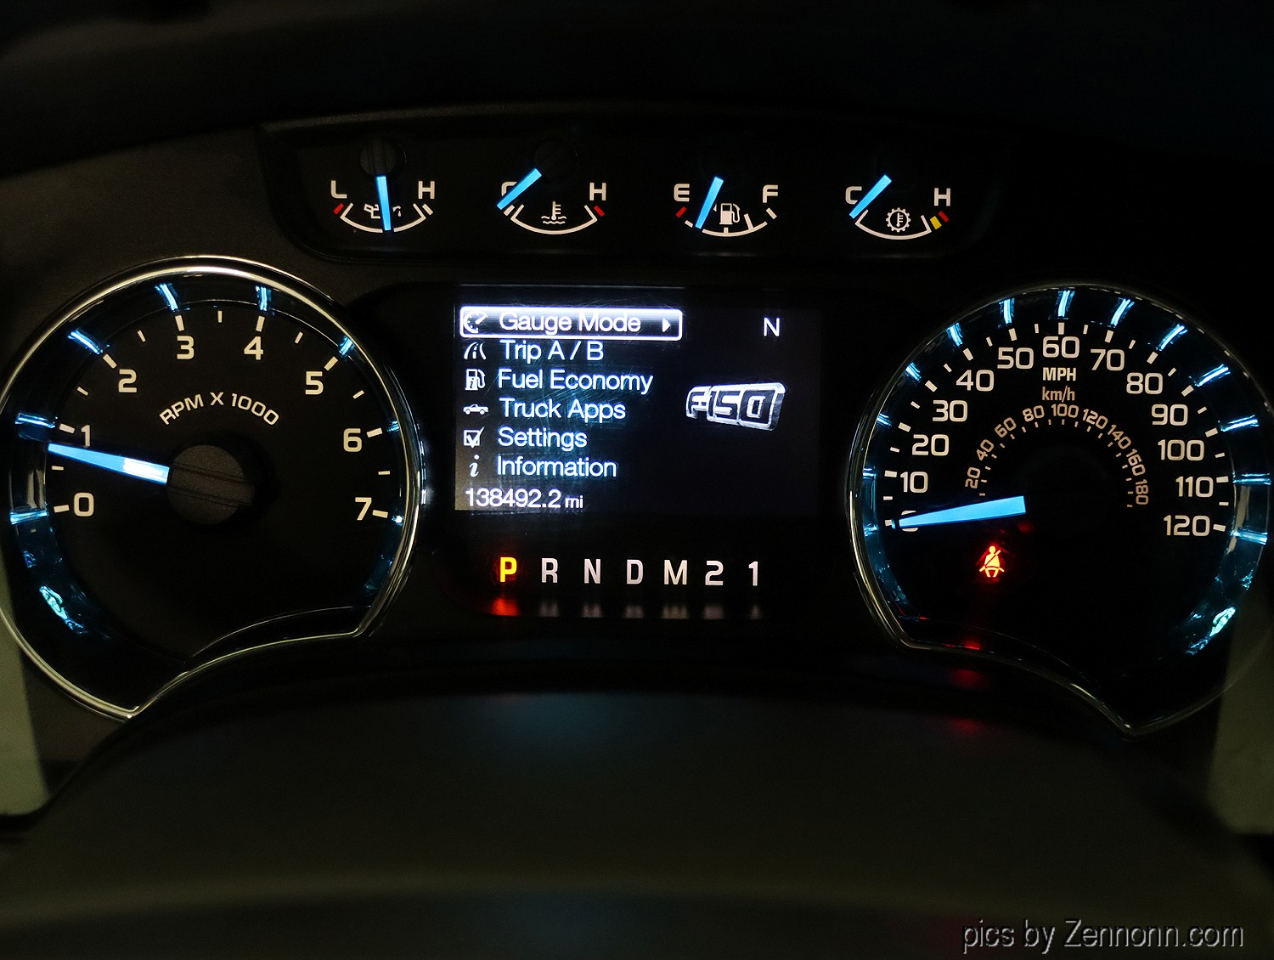 L H
C H
E F
C H
Gauge Mode
Trip A / B
Fuel Economy
Truck Apps
Settings
Information
138492.2 mi
N
F-150
P R N D M 2 1
0 1 2 3 4 5 6 7
RPM X 1000
0 10 20 30 40 50 60 70 80 90 100 110 120
MPH
km/h
20 40 60 80 100 120 140 160 180
pics by Zennonn.com